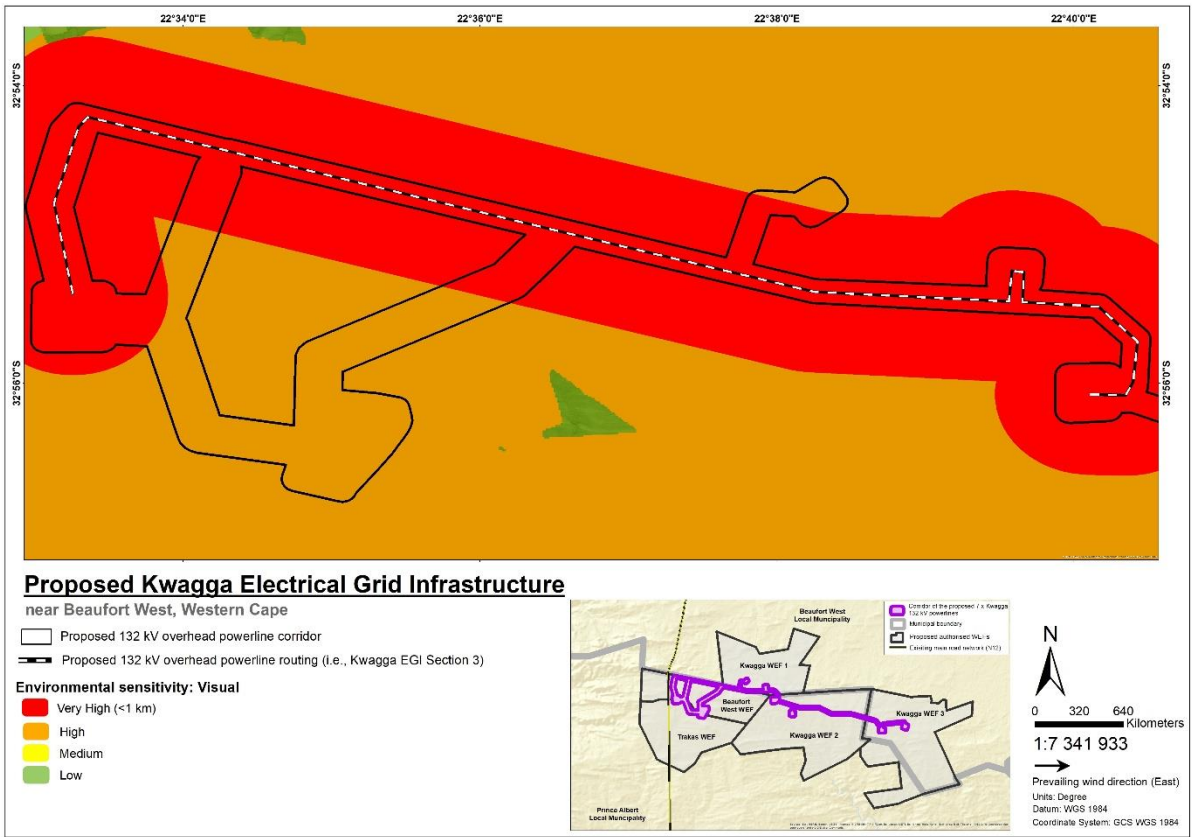 22°34'0"E 22°36'0"E 22°38'0"E 22°40'0"E
32°54'0"S
32°54'0"S
32°56'0"S
32°56'0"S
Proposed Kwagga Electrical Grid Infrastructure
near Beaufort West, Western Cape
Proposed 132 kV overhead powerline corridor
Proposed 132 kV overhead powerline routing (i.e., Kwagga EGI Section 3)
Environmental sensitivity: Visual
Very High (<1 km)
High
Medium
Low
Beaufort West
Local Municipality
Corridor of the proposed 7 x Kwagga
132 kV powerlines
Municipal boundary
Proposed authorised WEFs
Existing main road network (N12)
Kwagga WEF 1
Beaufort
West WEF
Kwagga WEF 3
Trakas WEF
Kwagga WEF 2
Prince Albert
Local Municipality
N
0 320 640
Kilometers
1:7 341 933
Prevailing wind direction (East)
Units: Degree
Datum: WGS 1984
Coordinate System: GCS WGS 1984